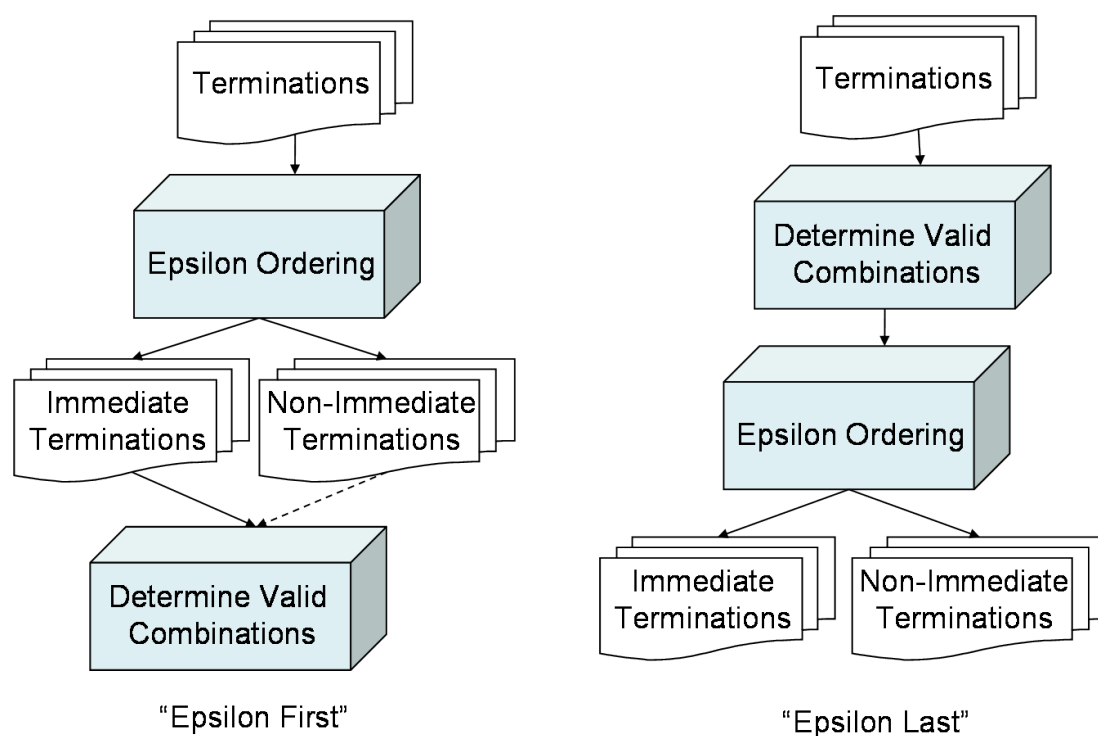 Terminations
Epsilon Ordering
Immediate
Terminations
Non-Immediate
Terminations
Determine Valid
Combinations
“Epsilon First”
Terminations
Determine Valid
Combinations
Epsilon Ordering
Immediate
Terminations
Non-Immediate
Terminations
“Epsilon Last”